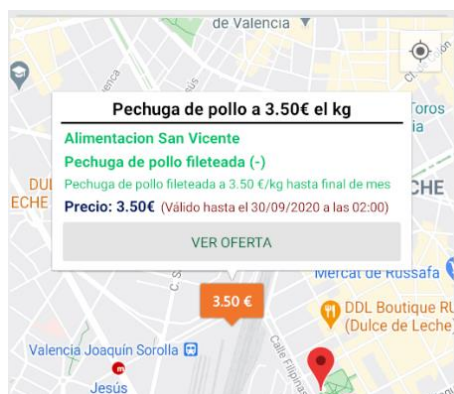 de Valencia
Pechuga de pollo a 3.50€ el kg
Toros
Alimentacion San Vicente
Pechuga de pollo fileteada (-)
Pechuga de pollo fileteada a 3.50 €/kg hasta final de mes
DUL
ECHE
CHE
Precio: 3.50€ (Válido hasta el 30/09/2020 a las 02:00)
VER OFERTA
Mercat de Russafa
3.50 €
DDL Boutique RU
(Dulce de Leche)
Valencia Joaquín Sorolla
Calle Filipinas
Jesús